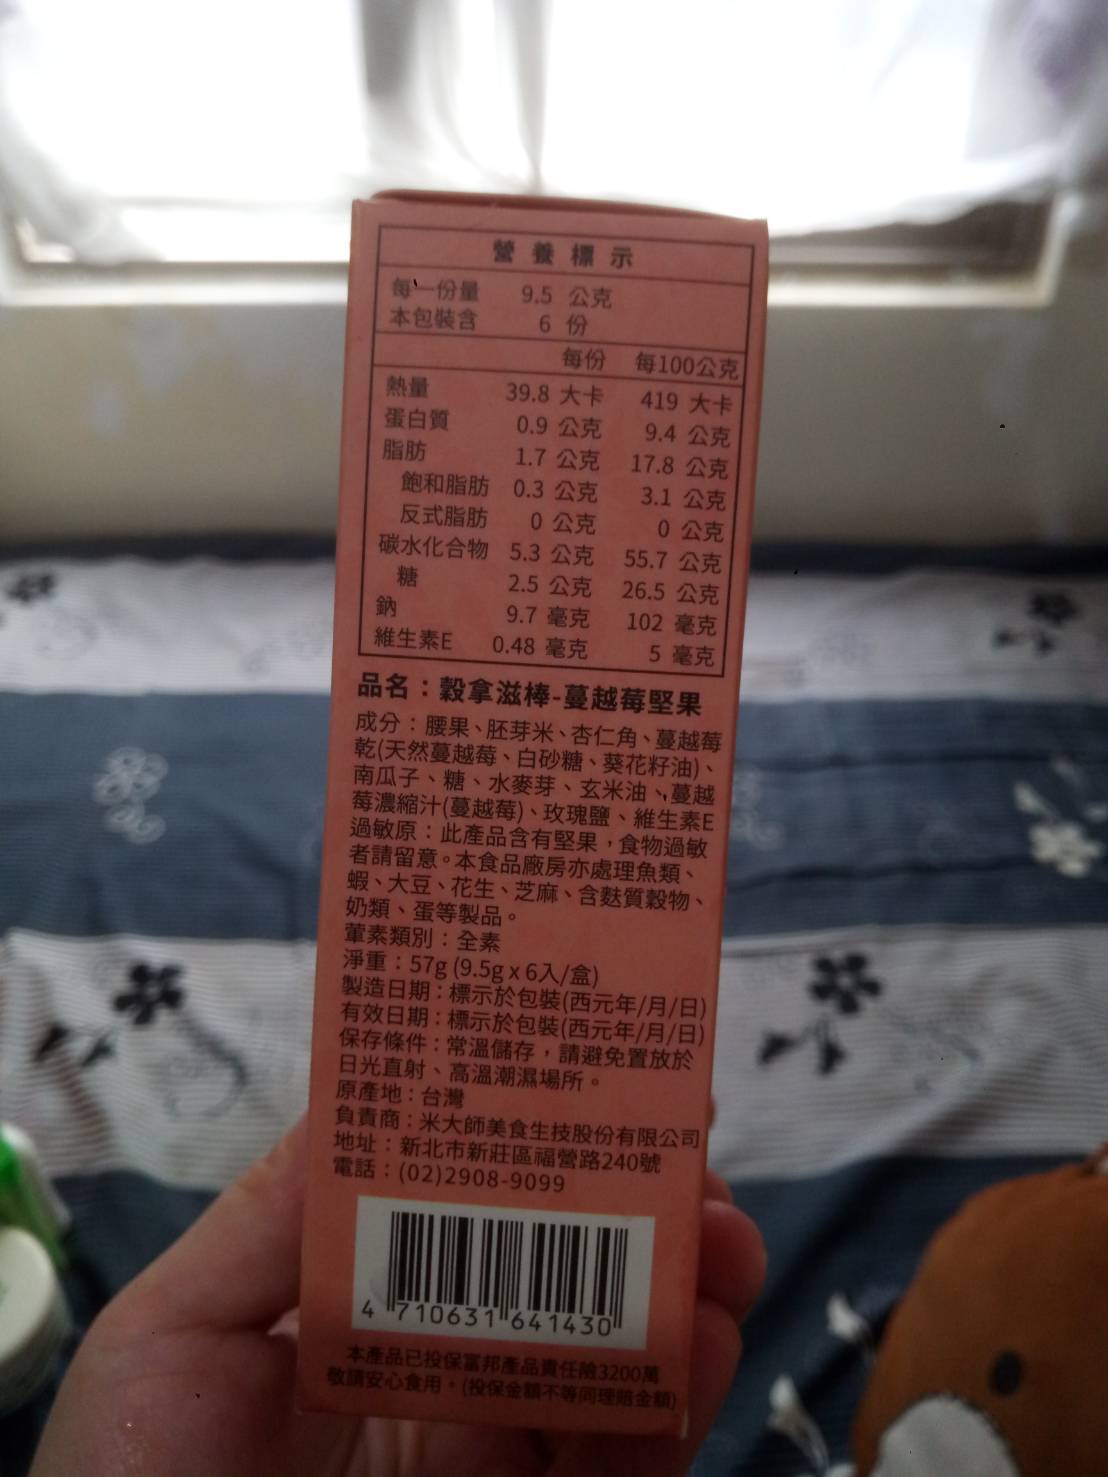 營養標示
每一份量 9.5 公克
本包裝含 6 份
每份 每100公克
熱量 39.8 大卡 419 大卡
蛋白質 0.9 公克 9.4 公克
脂肪 1.7 公克 17.8 公克
飽和脂肪 0.3 公克 3.1 公克
反式脂肪 0 公克 0 公克
碳水化合物 5.3 公克 55.7 公克
糖 2.5 公克 26.5 公克
鈉 9.7 毫克 102 毫克
維生素E 0.48 毫克 5 毫克
品名：穀拿滋棒-蔓越莓堅果
成分：腰果、胚芽米、杏仁角、蔓越莓
乾(天然蔓越莓、白砂糖、葵花籽油)、
南瓜子、糖、水麥芽、玄米油、蔓越
莓濃縮汁(蔓越莓)、玫瑰鹽、維生素E
過敏原：此產品含有堅果，食物過敏
者請留意。本食品廠房亦處理魚類、
蝦、大豆、花生、芝麻、含麩質穀物、
奶類、蛋等製品。
葷素類別：全素
淨重：57g (9.5g x 6入/盒)
製造日期：標示於包裝(西元年/月/日)
有效日期：標示於包裝(西元年/月/日)
保存條件：常溫儲存，請避免置放於
日光直射、高溫潮濕場所。
原產地：台灣
負責商：米大師美食生技股份有限公司
地址：新北市新莊區福營路240號
電話：(02)2908-9099
4 710631 641430
本產品已投保富邦產品責任險3200萬
敬請安心食用。(投保金額不等同理賠金額)